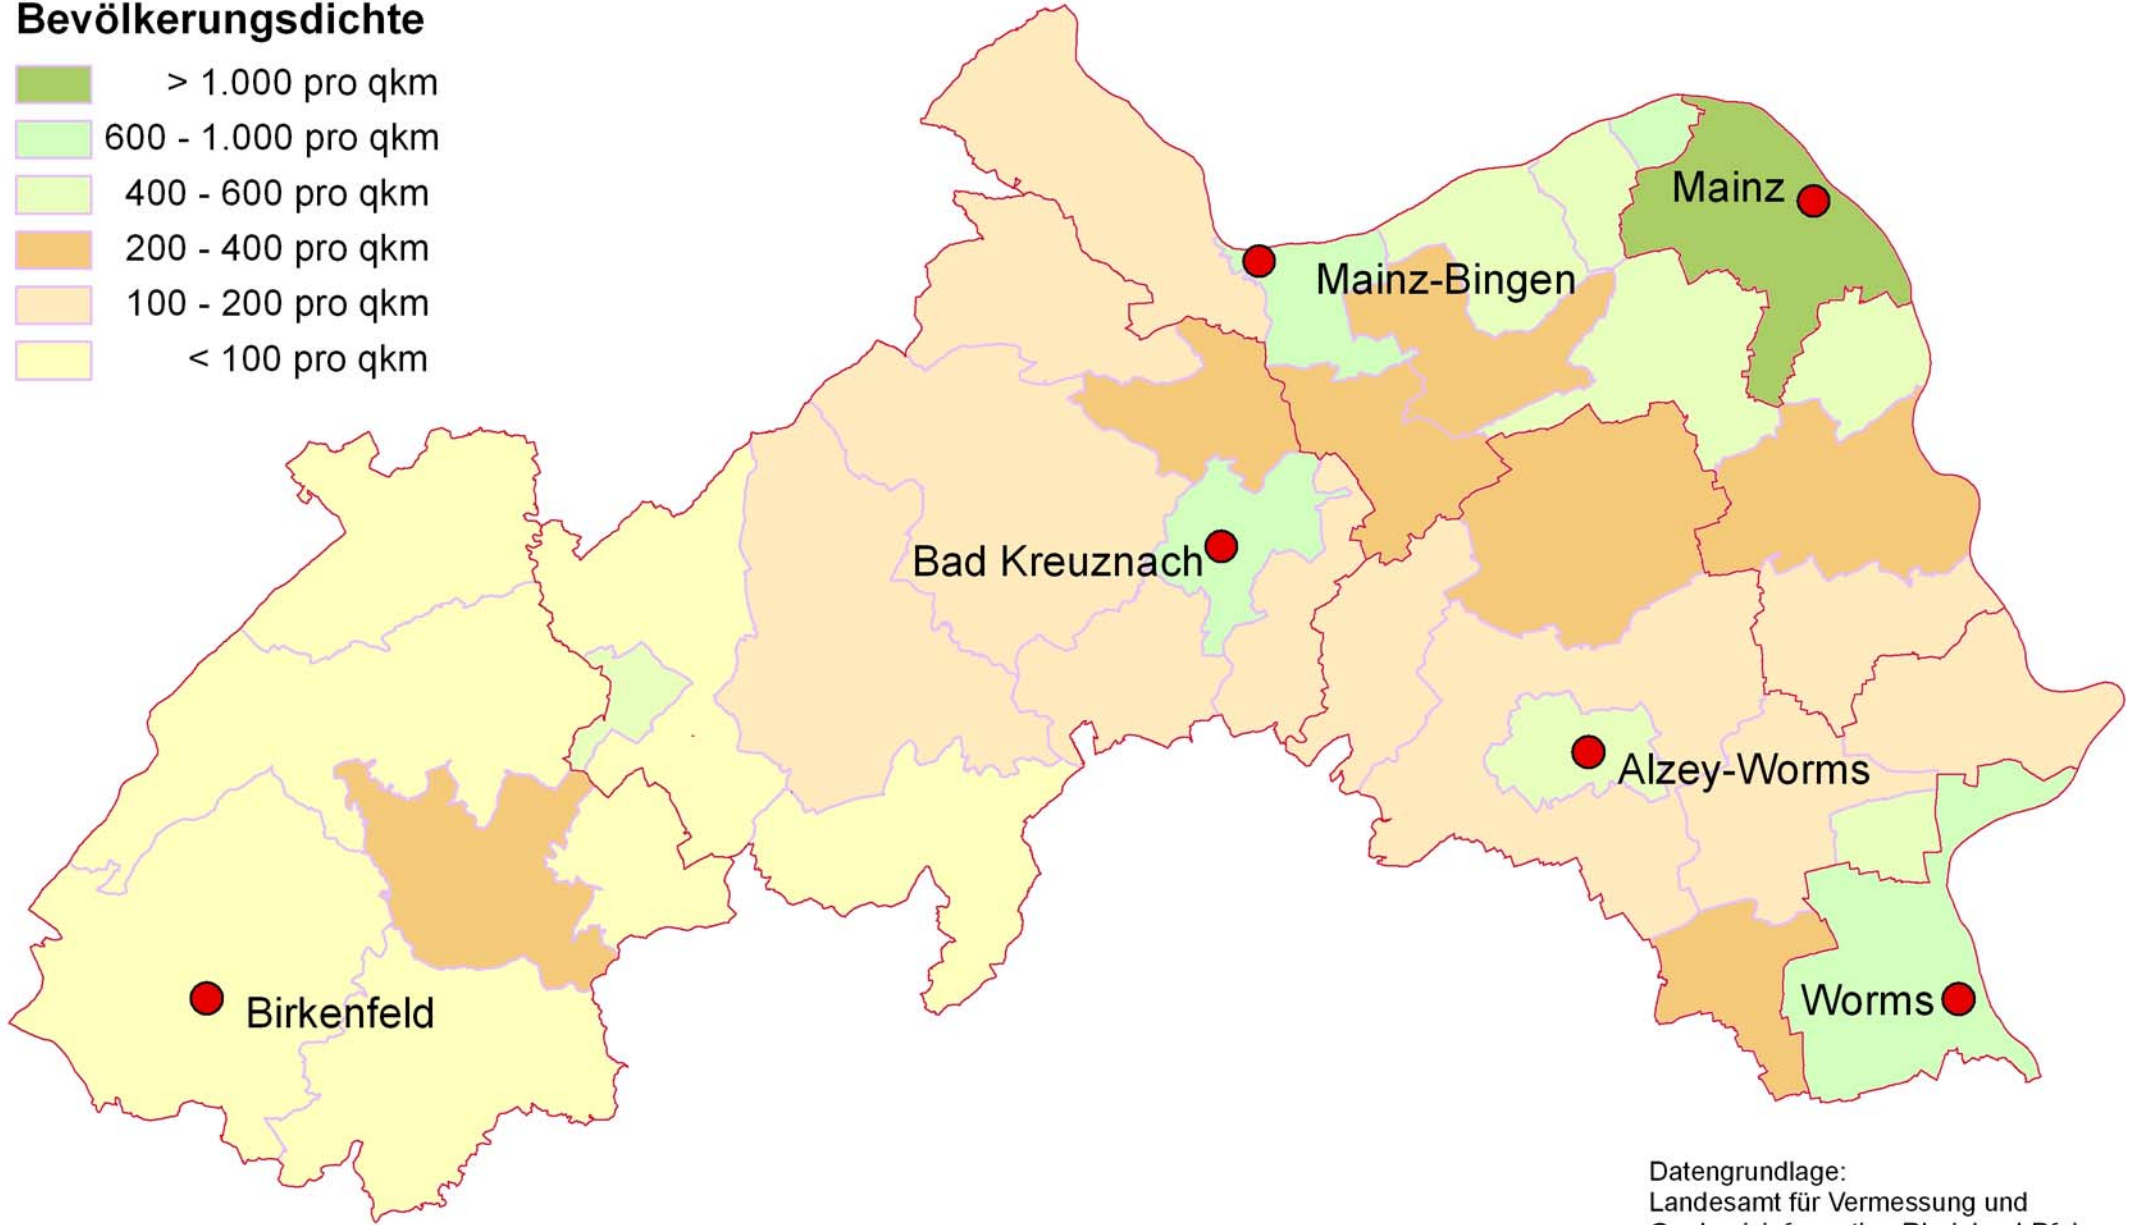 Bevölkerungsdichte
> 1.000 pro qkm
600 - 1.000 pro qkm
400 - 600 pro qkm
200 - 400 pro qkm
100 - 200 pro qkm
< 100 pro qkm
Mainz
Mainz-Bingen
Bad Kreuznach
Alzey-Worms
Worms
Birkenfeld
Datengrundlage:
Landesamt für Vermessung und